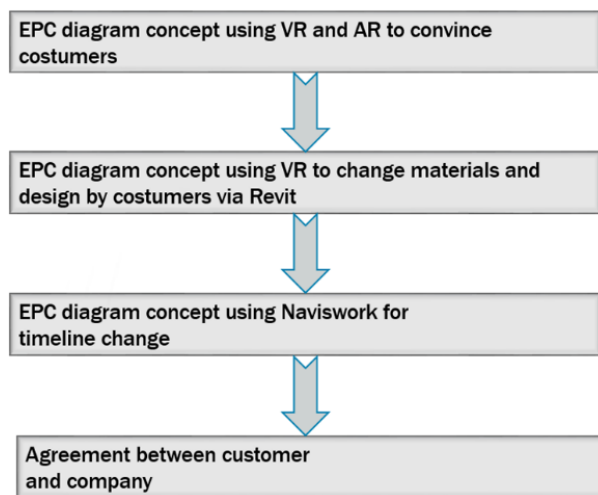 EPC diagram concept using VR and AR to convince
costumers
EPC diagram concept using VR to change materials and
design by costumers via Revit
EPC diagram concept using Naviswork for
timeline change
Agreement between customer
and company